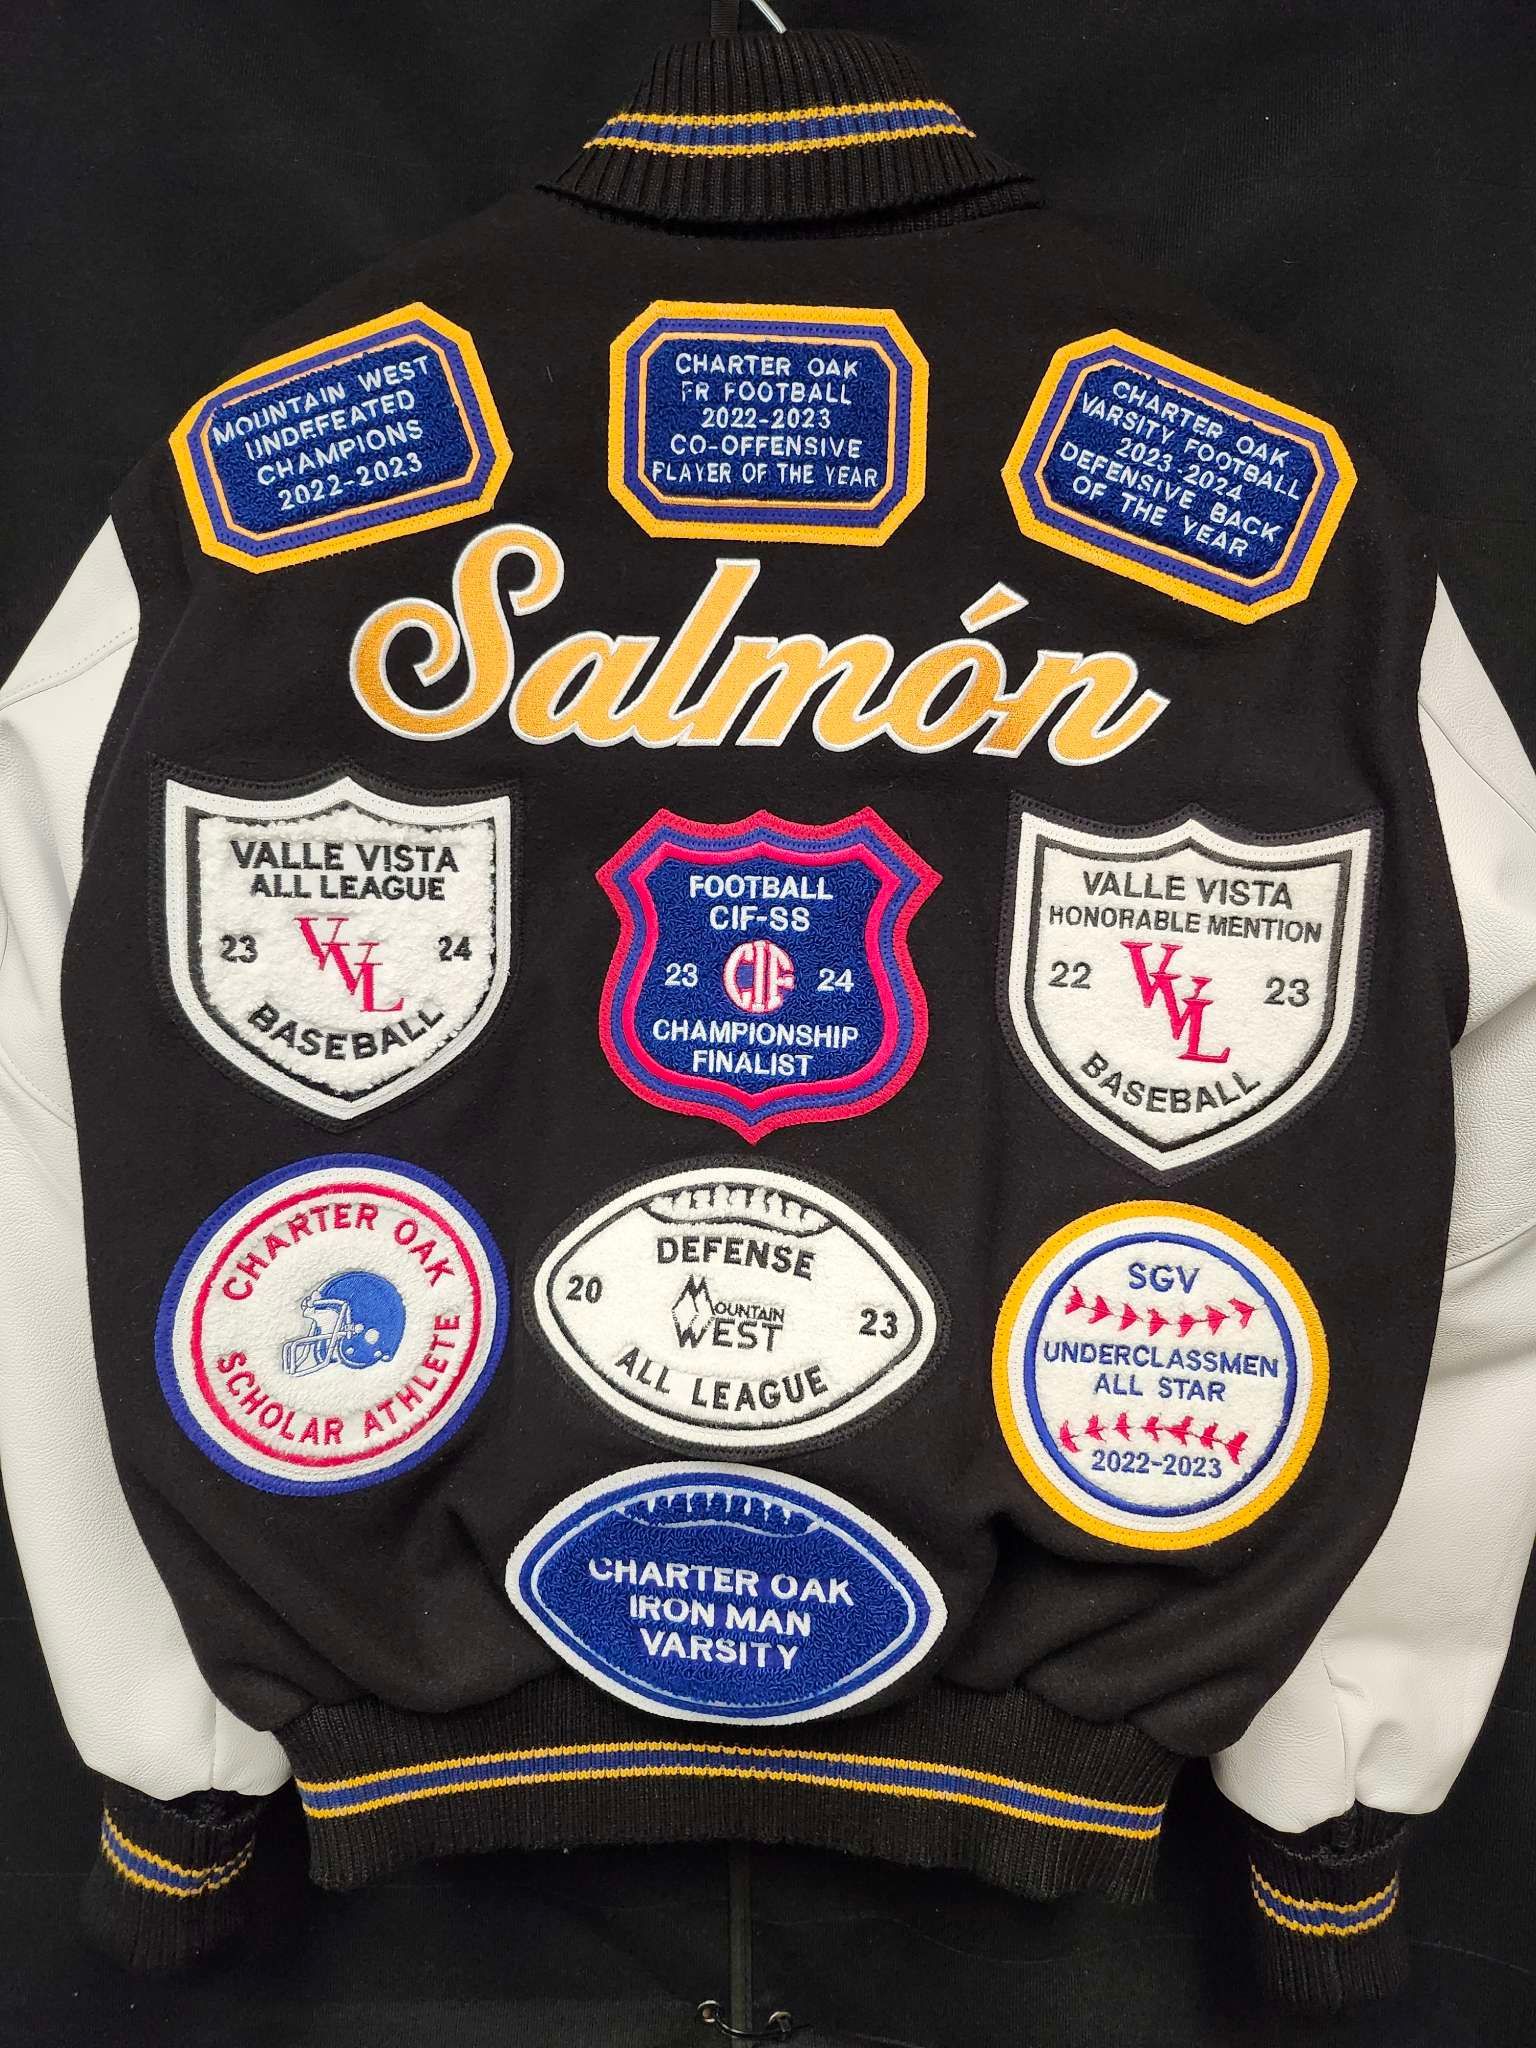 MOUNTAIN WEST
UNDEFEATED
CHAMPIONS
2022-2023
CHARTER OAK
FR FOOTBALL
2022-2023
CO-OFFENSIVE
PLAYER OF THE YEAR
CHARTER OAK
VARSITY FOOTBALL
2023-2024
DEFENSIVE BACK
OF THE YEAR
Salmón
VALLE VISTA
ALL LEAGUE
23 VVL 24
BASEBALL
FOOTBALL
CIF-SS
23 CIF 24
CHAMPIONSHIP
FINALIST
VALLE VISTA
HONORABLE MENTION
22 VVL 23
BASEBALL
CHARTER OAK
SCHOLAR ATHLETE
DEFENSE
20 MOUNTAIN WEST 23
ALL LEAGUE
SGV
UNDERCLASSMEN
ALL STAR
2022-2023
CHARTER OAK
IRON MAN
VARSITY